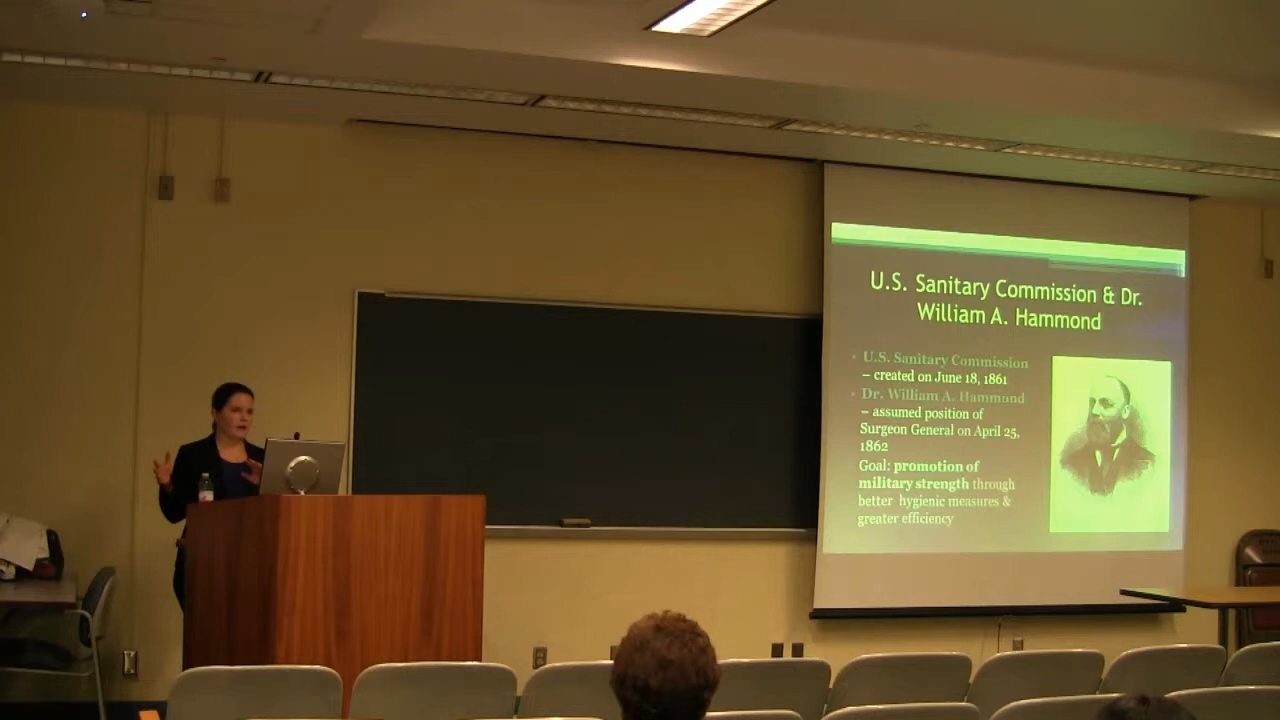 U.S. Sanitary Commission & Dr.
William A. Hammond
U.S. Sanitary Commission
– created on June 18, 1861
Dr. William A. Hammond
– assumed position of
Surgeon General on April 25,
1862
Goal: promotion of
military strength through
better hygienic measures &
greater efficiency